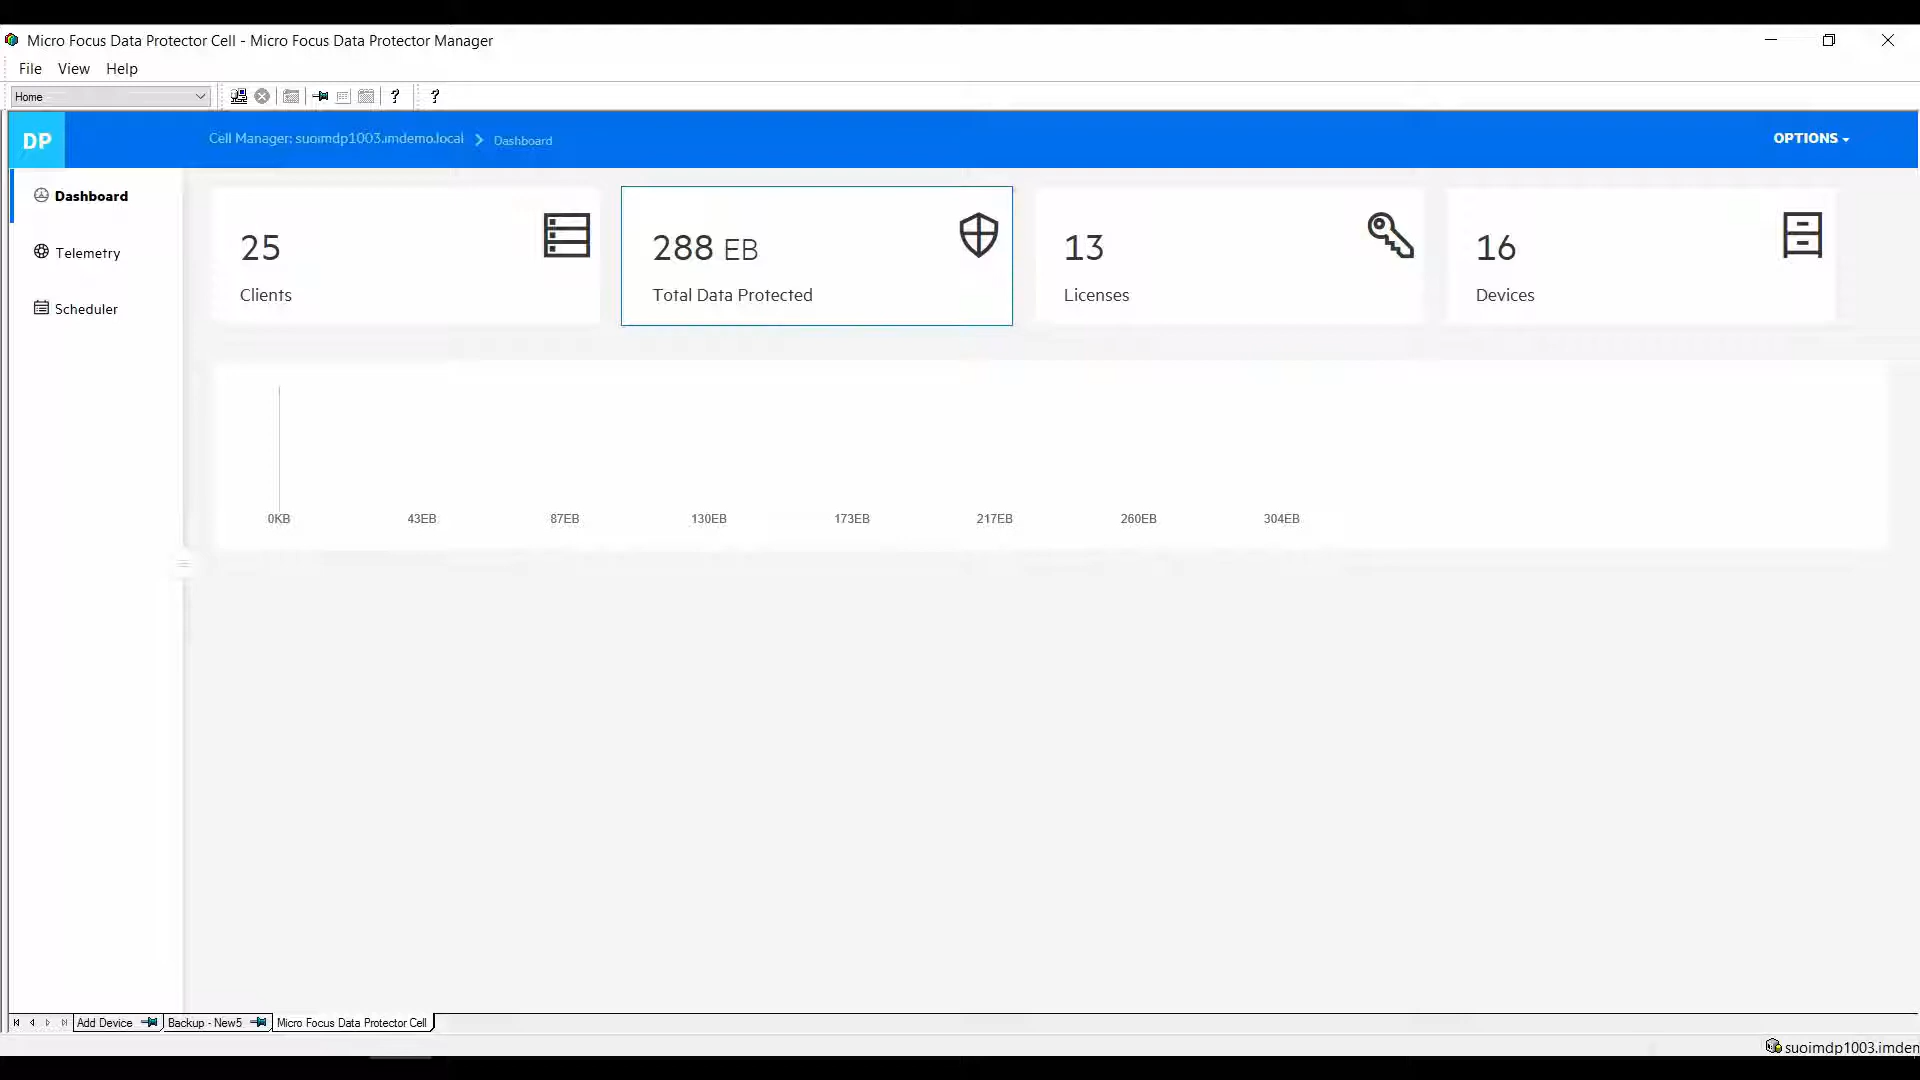 Micro Focus Data Protector Cell - Micro Focus Data Protector Manager
File View Help
Home ? ?
DP Cell Manager: suoimdp1003.imdemo.local Dashboard OPTIONS
Dashboard
Telemetry
Scheduler
25
Clients
288 EB
Total Data Protected
13
Licenses
16
Devices
0KB 43EB 87EB 130EB 173EB 217EB 260EB 304EB
Add Device Backup - New5 Micro Focus Data Protector Cell
suoimdp1003.imden